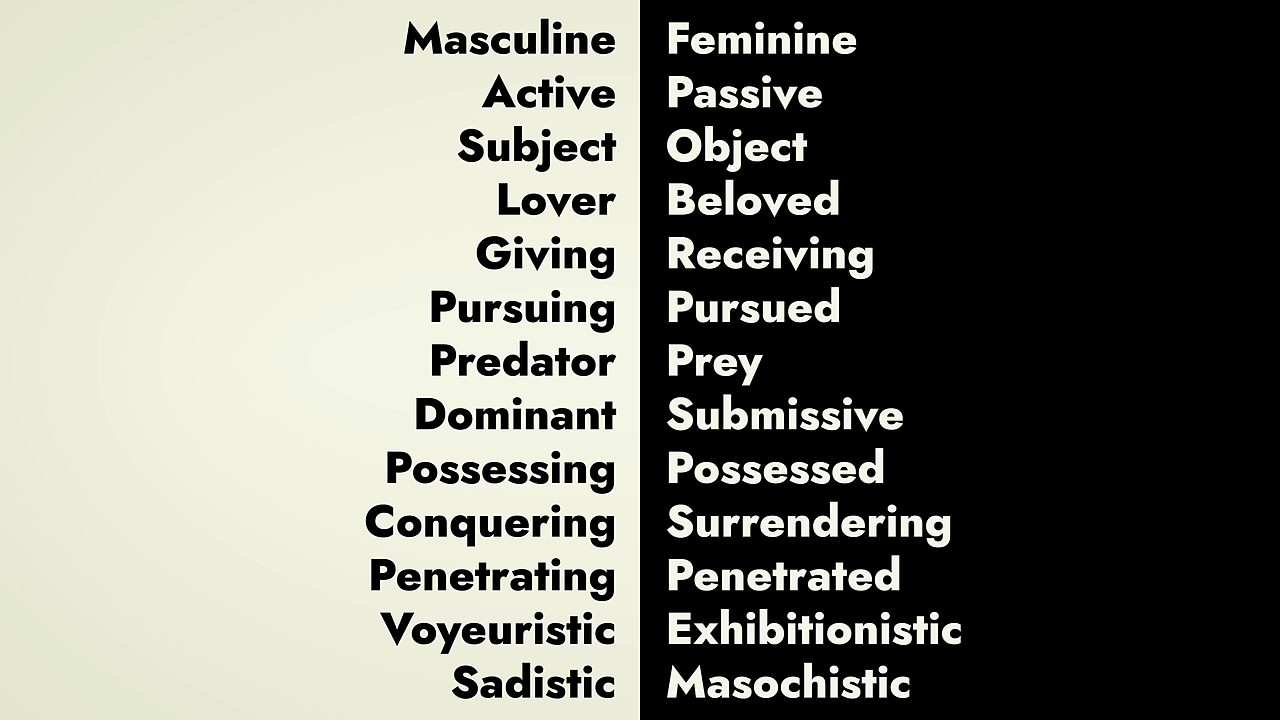 Masculine Feminine
Active Passive
Subject Object
Lover Beloved
Giving Receiving
Pursuing Pursued
Predator Prey
Dominant Submissive
Possessing Possessed
Conquering Surrendering
Penetrating Penetrated
Voyeuristic Exhibitionistic
Sadistic Masochistic